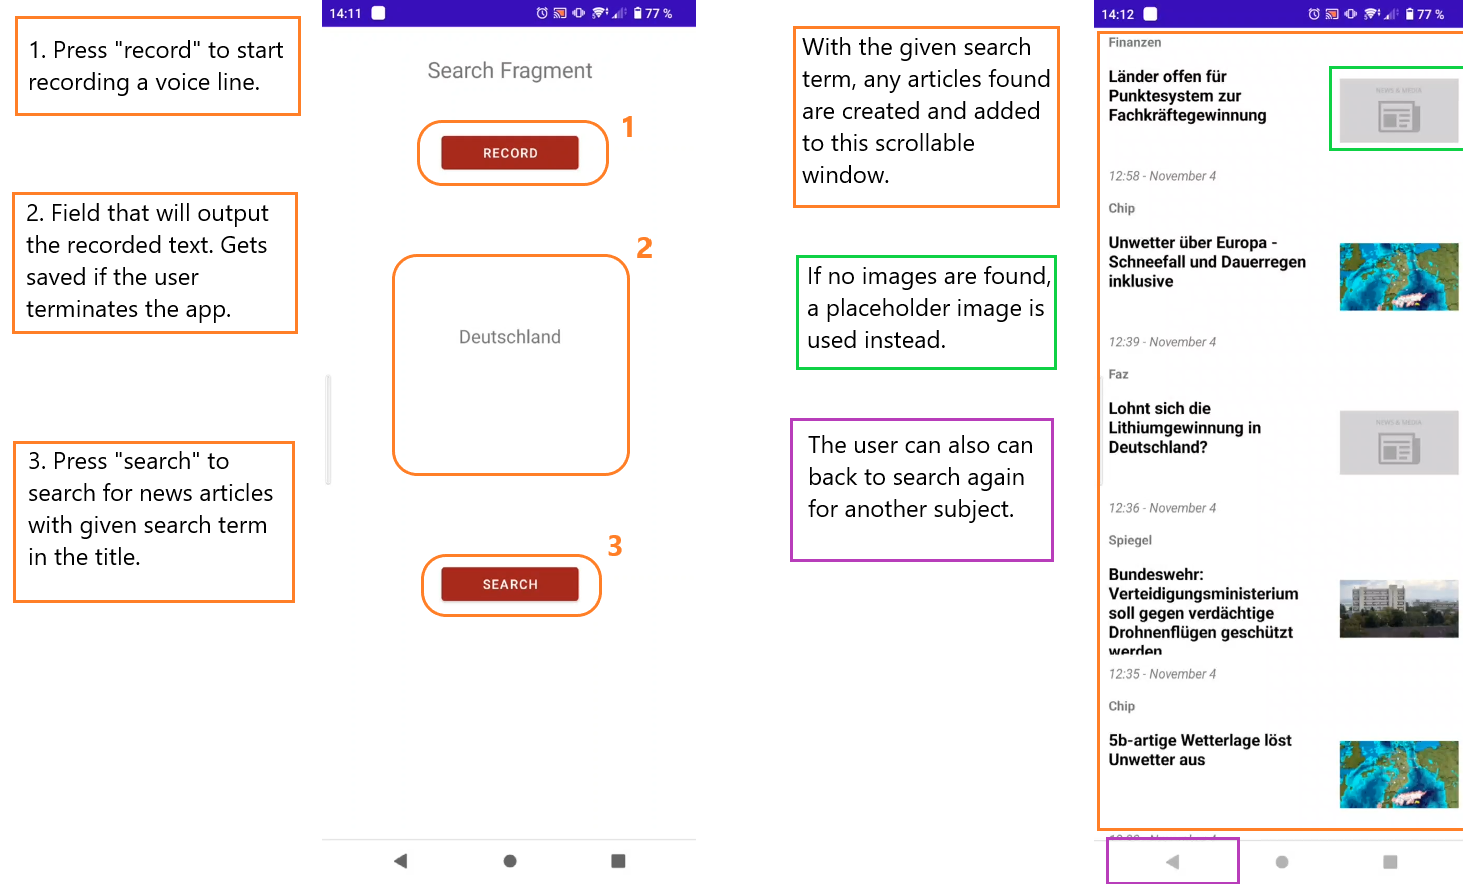 1. Press "record" to start
recording a voice line.
2. Field that will output
the recorded text. Gets
saved if the user
terminates the app.
3. Press "search" to
search for news articles
with given search term
in the title.
14:11
77 %
Search Fragment
1
RECORD
2
Deutschland
3
SEARCH
With the given search
term, any articles found
are created and added
to this scrollable
window.
If no images are found,
a placeholder image is
used instead.
The user can also can
back to search again
for another subject.
14:12
77 %
Finanzen
Länder offen für
Punktesystem zur
Fachkräftegewinnung
NEWS & MEDIA
12:58 - November 4
Chip
Unwetter über Europa -
Schneefall und Dauerregen
inklusive
12:39 - November 4
Faz
Lohnt sich die
Lithiumgewinnung in
Deutschland?
NEWS & MEDIA
12:36 - November 4
Spiegel
Bundeswehr:
Verteidigungsministerium
soll gegen verdächtige
Drohnenflügen geschützt
werden
12:35 - November 4
Chip
5b-artige Wetterlage löst
Unwetter aus